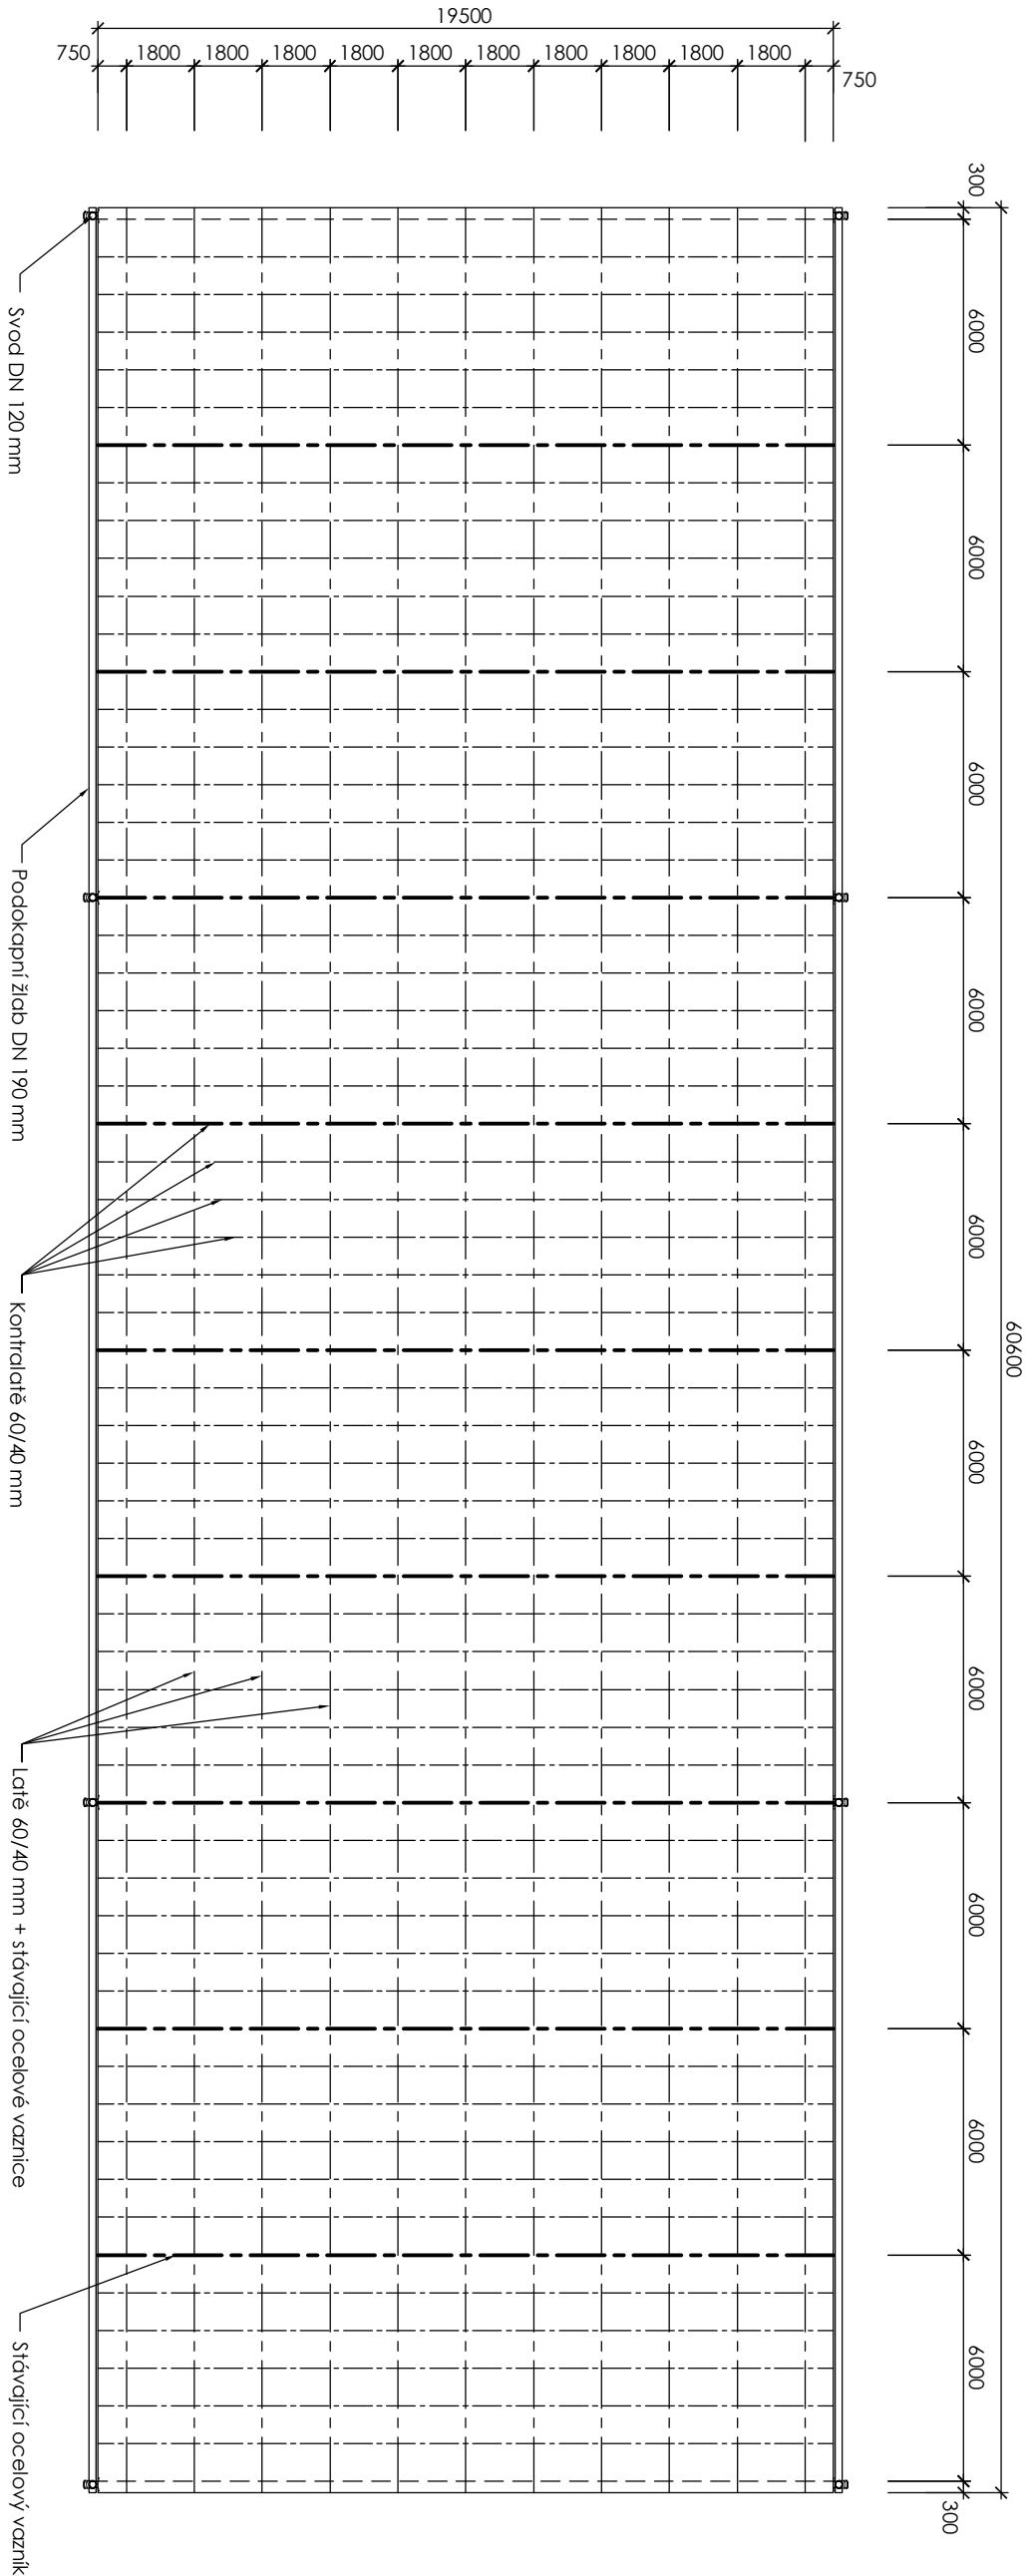 19500
750 1800 1800 1800 1800 1800 1800 1800 1800 1800 1800 750
300 6000 6000 6000 6000 6000 6000 6000 6000 6000 6000 300
60600
Svod DN 120 mm
Podokapní žlab DN 190 mm
Kontralatě 60/40 mm
Latě 60/40 mm + stávající ocelové vaznice
Stávající ocelový vazník